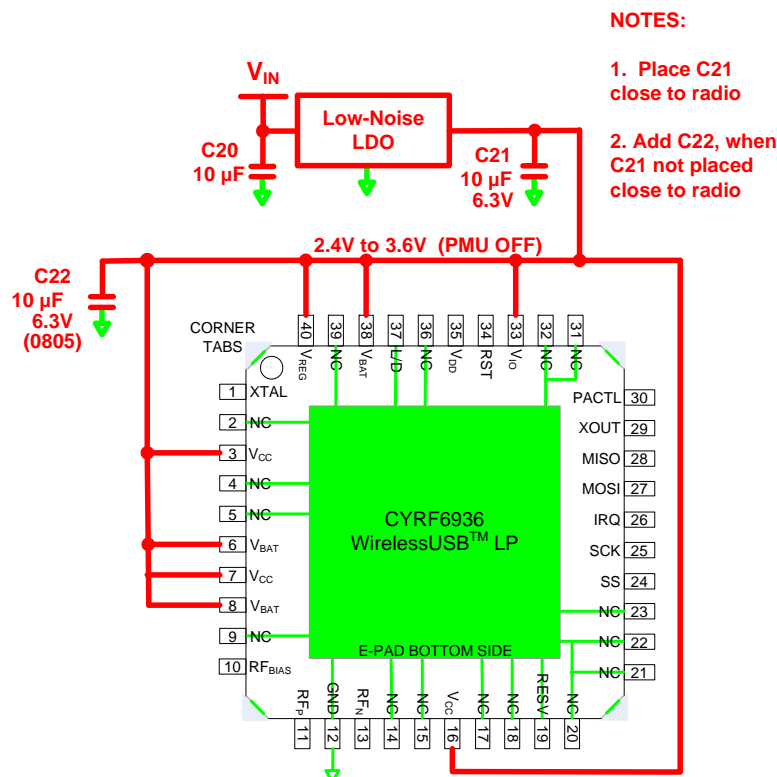 NOTES:
1. Place C21
close to radio
2. Add C22, when
C21 not placed
close to radio
VIN
Low-Noise
LDO
C20
10 µF
C21
10 µF
6.3V
2.4V to 3.6V (PMU OFF)
C22
10 µF
6.3V
(0805)
CORNER
TABS
40 VREG
39 NC
38 VBAT
37 L/D
36 NC
35 VDD
34 RST
33 VIO
32 NC
31 NC
1 XTAL
2 NC
3 VCC
4 NC
5 NC
6 VBAT
7 VCC
8 VBAT
9 NC
10 RFBIAS
PACTL 30
XOUT 29
MISO 28
MOSI 27
IRQ 26
SCK 25
SS 24
NC 23
NC 22
NC 21
CYRF6936
WirelessUSB™ LP
E-PAD BOTTOM SIDE
RFP 11
GND 12
RFN 13
NC 14
NC 15
VCC 16
NC 17
NC 18
RESV 19
NC 20